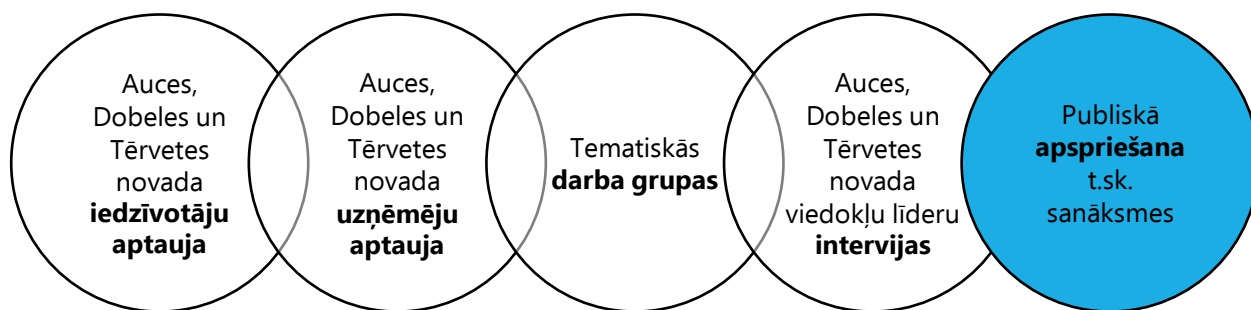 Auces,
Dobeles un
Tērvetes
novada
iedzīvotāju
aptauja
Auces,
Dobeles un
Tērvetes
novada
uzņēmēju
aptauja
Tematiskās
darba grupas
Auces,
Dobeles un
Tērvetes
novada
viedokļu līderu
intervijas
Publiskā
apspriešana
t.sk.
sanāksmes